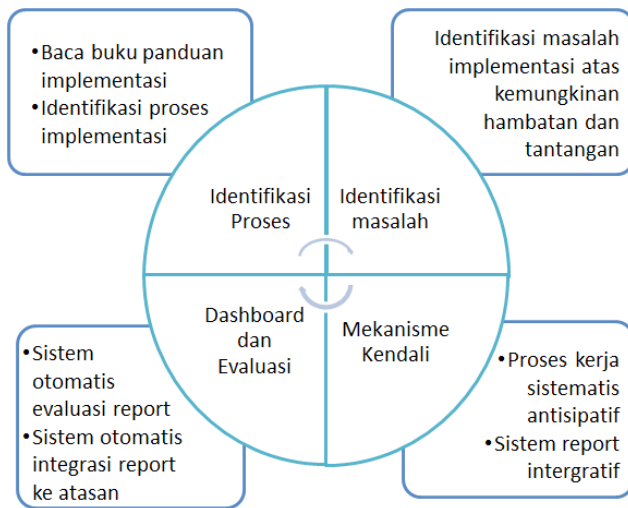 •Baca buku panduan
implementasi
•Identifikasi proses
implementasi
Identifikasi masalah
implementasi atas
kemungkinan
hambatan dan
tantangan
Identifikasi
Proses
Identifikasi
masalah
Dashboard
dan
Evaluasi
Mekanisme
Kendali
•Sistem
otomatis
evaluasi report
•Sistem otomatis
integrasi report
ke atasan
•Proses kerja
sistematis
antisipatif
•Sistem report
intergratif